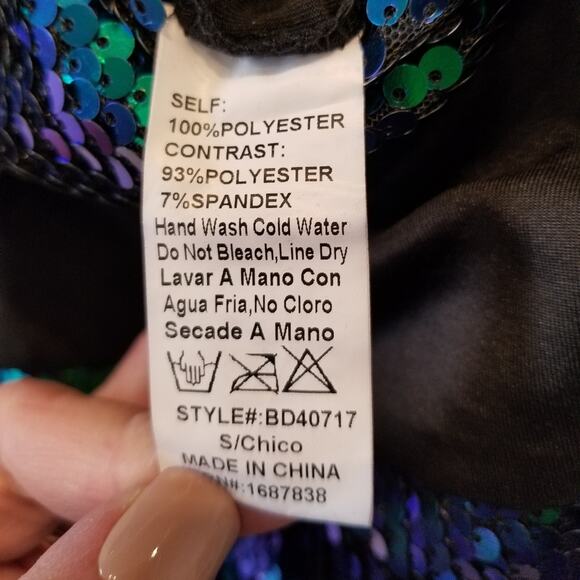 SELF:
100%POLYESTER
CONTRAST:
93%POLYESTER
7%SPANDEX
Hand Wash Cold Water
Do Not Bleach,Line Dry
Lavar A Mano Con
Agua Fria,No Cloro
Secade A Mano
STYLE#:BD40717
S/Chico
MADE IN CHINA
1687838